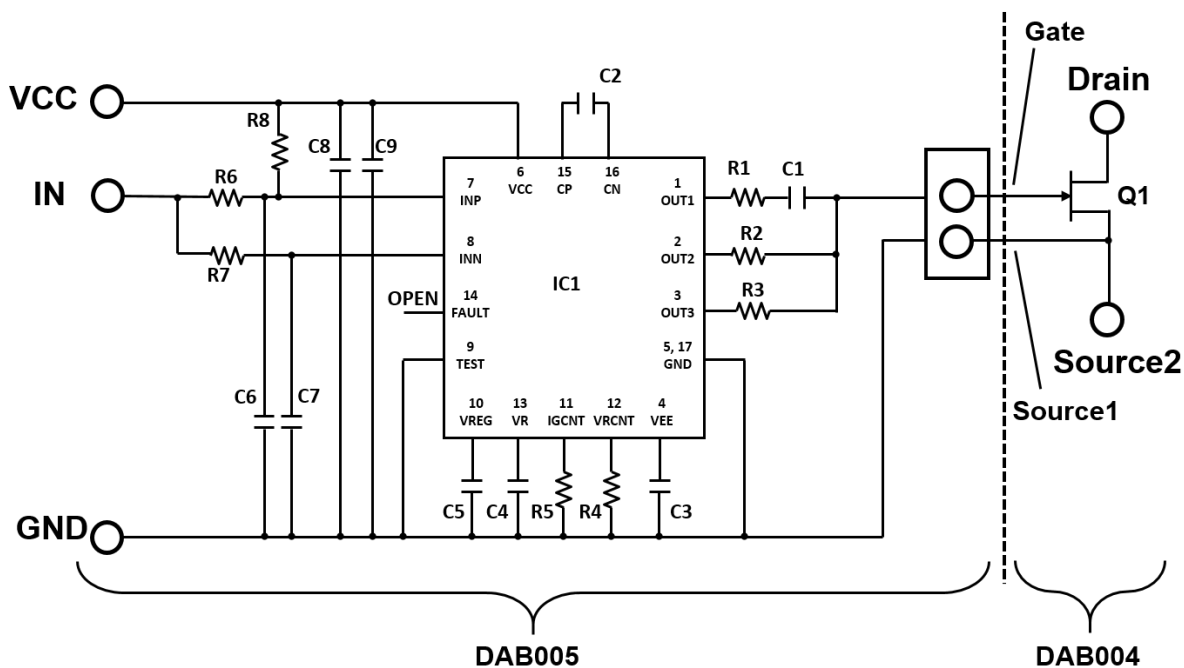 Gate
Drain
VCC
C2
R8
C8
C9
6
VCC
15
CP
16
CN
IN
R6
7
INP
1
OUT1
R1
C1
Q1
R7
8
INN
2
OUT2
R2
IC1
OPEN
14
FAULT
3
OUT3
R3
9
TEST
5, 17
GND
Source2
C6
C7
10
VREG
13
VR
11
IGCNT
12
VRCNT
4
VEE
Source1
C5
C4
R5
R4
C3
GND
DAB005
DAB004